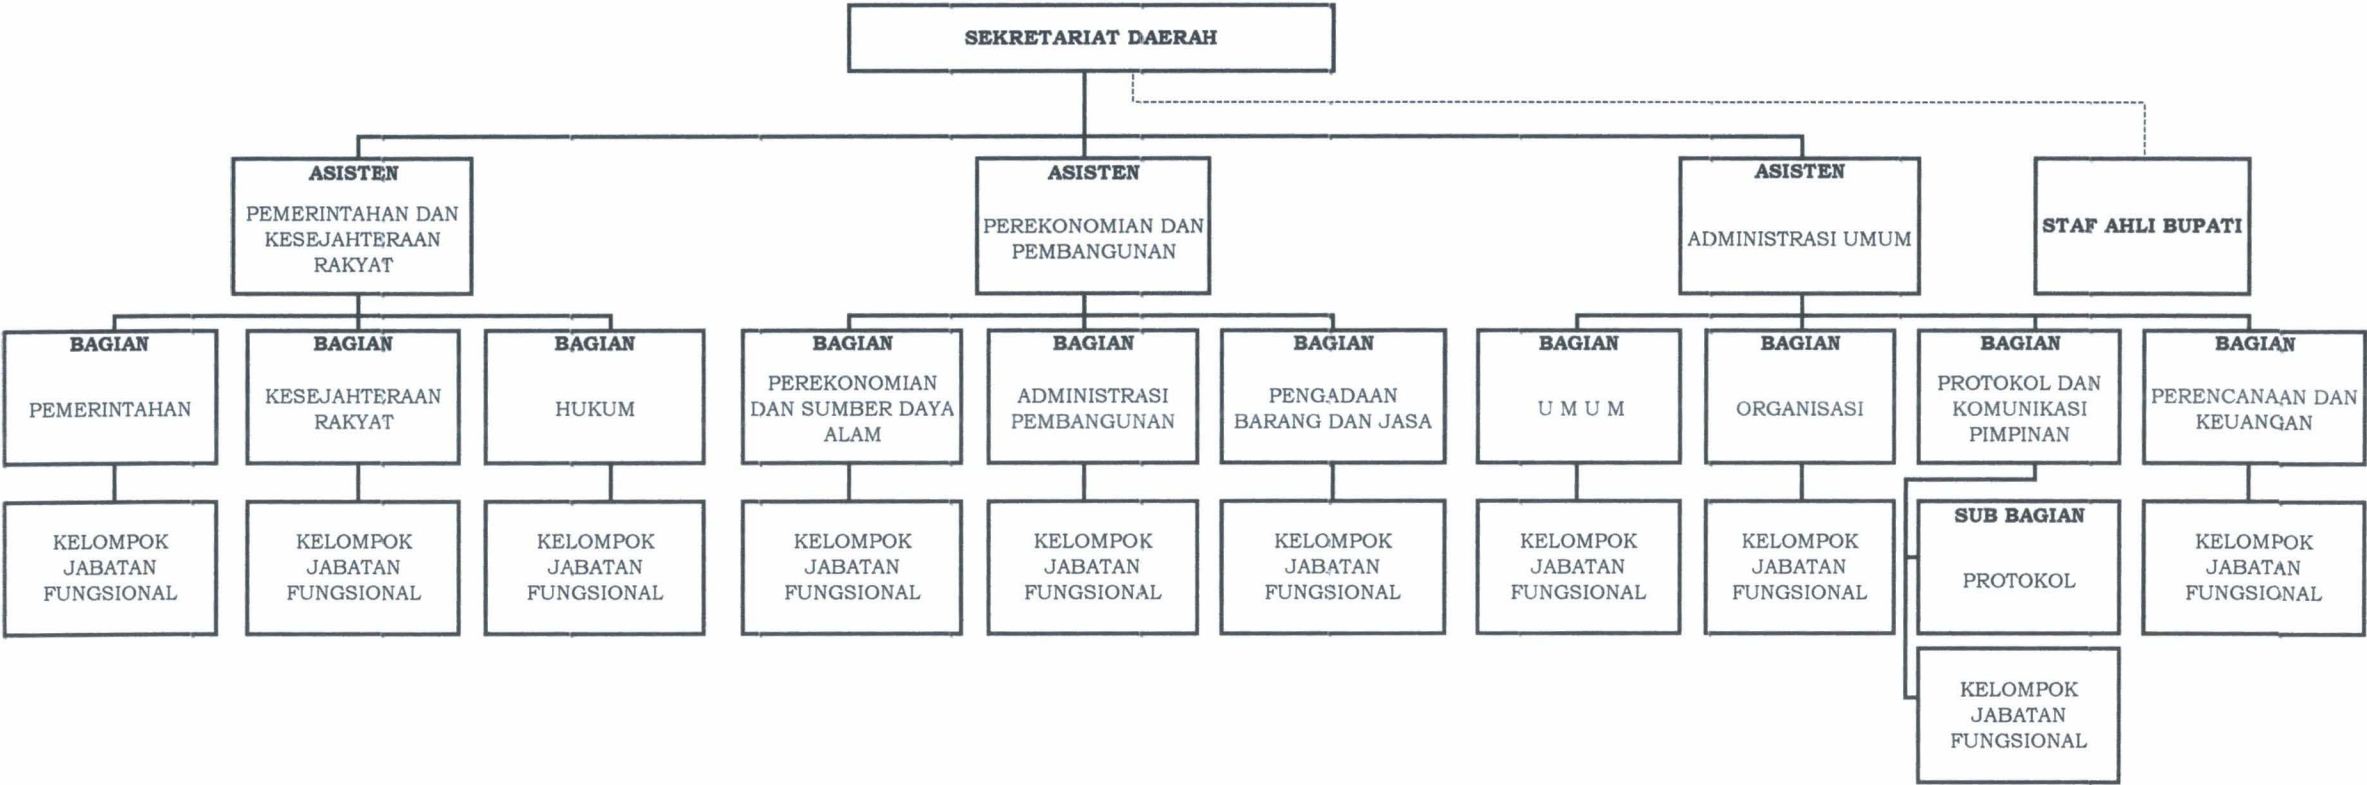 SEKRETARIAT DAERAH
ASISTEN
PEMERINTAHAN DAN
KESEJAHTERAAN
RAKYAT
ASISTEN
PEREKONOMIAN DAN
PEMBANGUNAN
ASISTEN
ADMINISTRASI UMUM
STAF AHLI BUPATI
BAGIAN
PEMERINTAHAN
BAGIAN
KESEJAHTERAAN
RAKYAT
BAGIAN
HUKUM
BAGIAN
PEREKONOMIAN
DAN SUMBER DAYA
ALAM
BAGIAN
ADMINISTRASI
PEMBANGUNAN
BAGIAN
PENGADAAN
BARANG DAN JASA
BAGIAN
U M U M
BAGIAN
ORGANISASI
BAGIAN
PROTOKOL DAN
KOMUNIKASI
PIMPINAN
BAGIAN
PERENCANAAN DAN
KEUANGAN
KELOMPOK
JABATAN
FUNGSIONAL
KELOMPOK
JABATAN
FUNGSIONAL
KELOMPOK
JABATAN
FUNGSIONAL
KELOMPOK
JABATAN
FUNGSIONAL
KELOMPOK
JABATAN
FUNGSIONAL
KELOMPOK
JABATAN
FUNGSIONAL
KELOMPOK
JABATAN
FUNGSIONAL
KELOMPOK
JABATAN
FUNGSIONAL
SUB BAGIAN
PROTOKOL
KELOMPOK
JABATAN
FUNGSIONAL
KELOMPOK
JABATAN
FUNGSIONAL